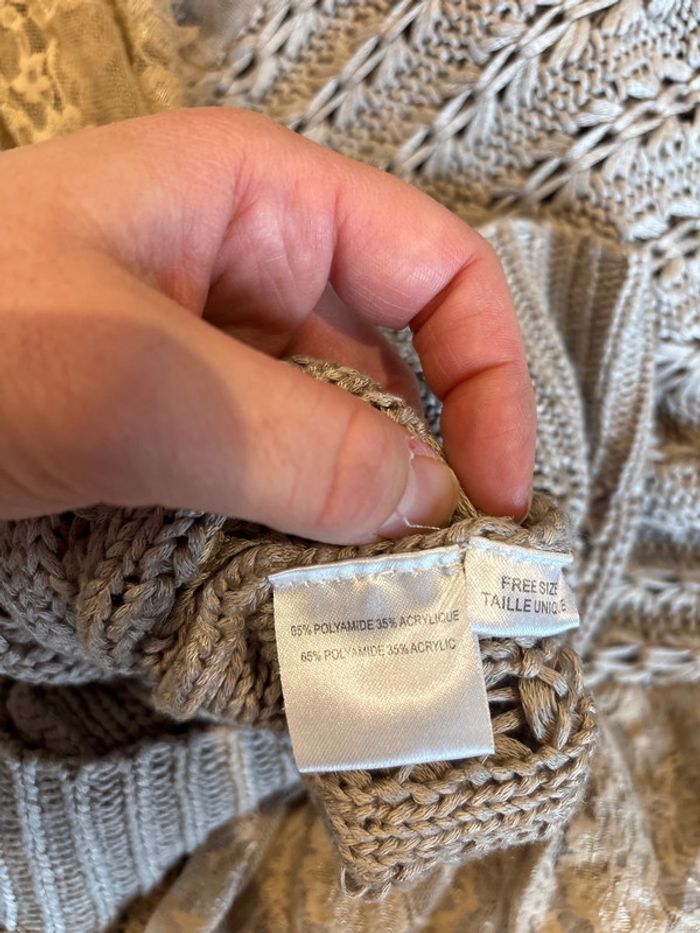 65% POLYAMIDE 35% ACRYLIQUE
65% POLYAMIDE 35% ACRYLIC
FREE SIZE
TAILLE UNIQUE